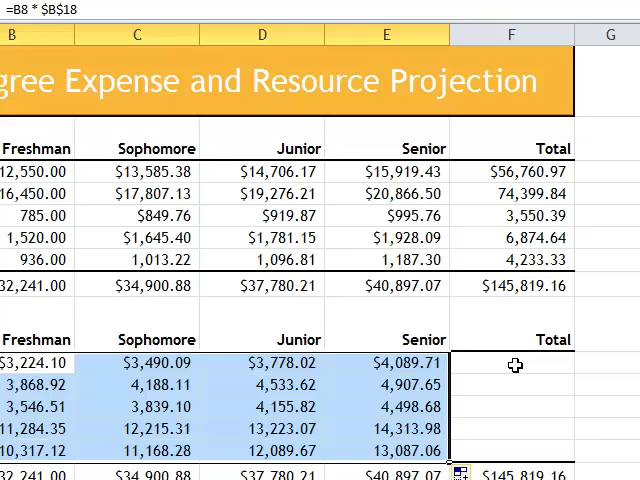 =B8 * $B$18
B C D E F G
gree Expense and Resource Projection
Freshman Sophomore Junior Senior Total
12,550.00 $13,585.38 $14,706.17 $15,919.43 $56,760.97
16,450.00 $17,807.13 $19,276.21 $20,866.50 74,399.84
785.00 $849.76 $919.87 $995.76 3,550.39
1,520.00 $1,645.40 $1,781.15 $1,928.09 6,874.64
936.00 1,013.22 1,096.81 1,187.30 4,233.33
32,241.00 $34,900.88 $37,780.21 $40,897.07 $145,819.16
Freshman Sophomore Junior Senior Total
$3,224.10 $3,490.09 $3,778.02 $4,089.71
3,868.92 4,188.11 4,533.62 4,907.65
3,546.51 3,839.10 4,155.82 4,498.68
11,284.35 12,215.31 13,223.07 14,313.98
10,317.12 11,168.28 12,089.67 13,087.06
32,241.00 $34,900.88 $37,780.21 $40,897.07 $145,819.16